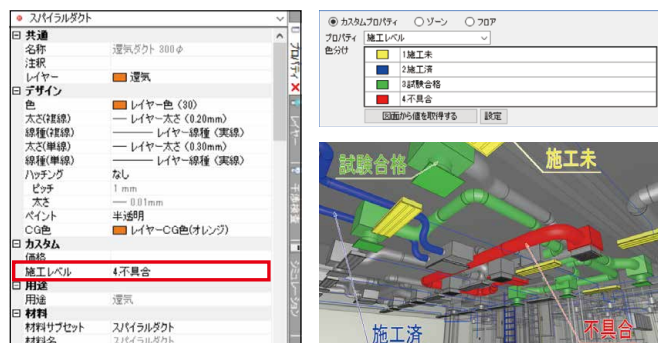 スパイラルダクト
共通
名称 還気ダクト 300φ
注釈
レイヤー 還気
デザイン
色 レイヤー色 (30)
太さ(複線) レイヤー太さ (0.20mm)
線種(複線) レイヤー線種 (実線)
太さ(単線) レイヤー太さ (0.30mm)
線種(単線) レイヤー線種 (実線)
ハッチング なし
ピッチ 1 mm
太さ 0.01mm
ペイント 半透明
CG色 レイヤーCG色(オレンジ)
カスタム
価格
施工レベル 4.不具合
用途
用途 還気
材料
材料サブセット スパイラルダクト
材料名 スパイラルダクト
プロパティ
レイヤー
カスタムプロパティ ゾーン フロア
プロパティ 施工レベル
色分け
1.施工未
2.施工済
3.試験合格
4.不具合
図面から値を取得する 設定
試験合格
施工未
施工済
不具合